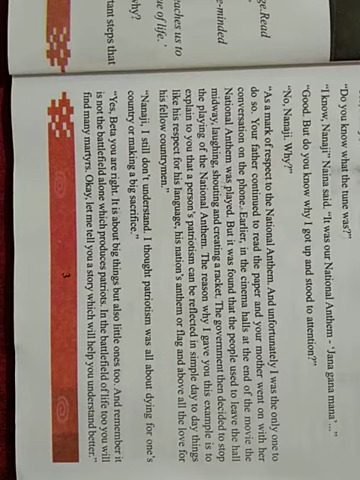 ge.Read
e-minded
eaches us to
ue of life.'
why?
tant steps that
"Do you know what the tune was?"
"I know, Nanaji" Naina said. "It was our National Anthem - 'Jana gana mana'..."
"Good. But do you know why I got up and stood to attention?"
"No, Nanaji. Why?"
"As a mark of respect to the National Anthem. And unfortunately I was the only one to
do so. Your father continued to read the paper and your mother went on with her
conversation on the phone. Earlier, in the cinema halls at the end of the movie the
National Anthem was played. But it was found that the people used to leave the hall
midway, laughing, shouting and creating a racket. The government then decided to stop
the playing of the National Anthem. The reason why I gave you this example is to
explain to you that a person's patriotism can be reflected in simple day to day things
like his respect for his language, his nation's anthem or flag and above all the love for
his fellow countrymen."
"Nanaji, I still don't understand. I thought patriotism was all about dying for one's
country or making a big sacrifice."
"Yes, Beta you are right. It is about big things but also little ones too. And remember it
is not the battlefield alone which produces patriots. In the battlefield of life too you will
find many martyrs. Okay, let me tell you a story which will help you understand better."
3